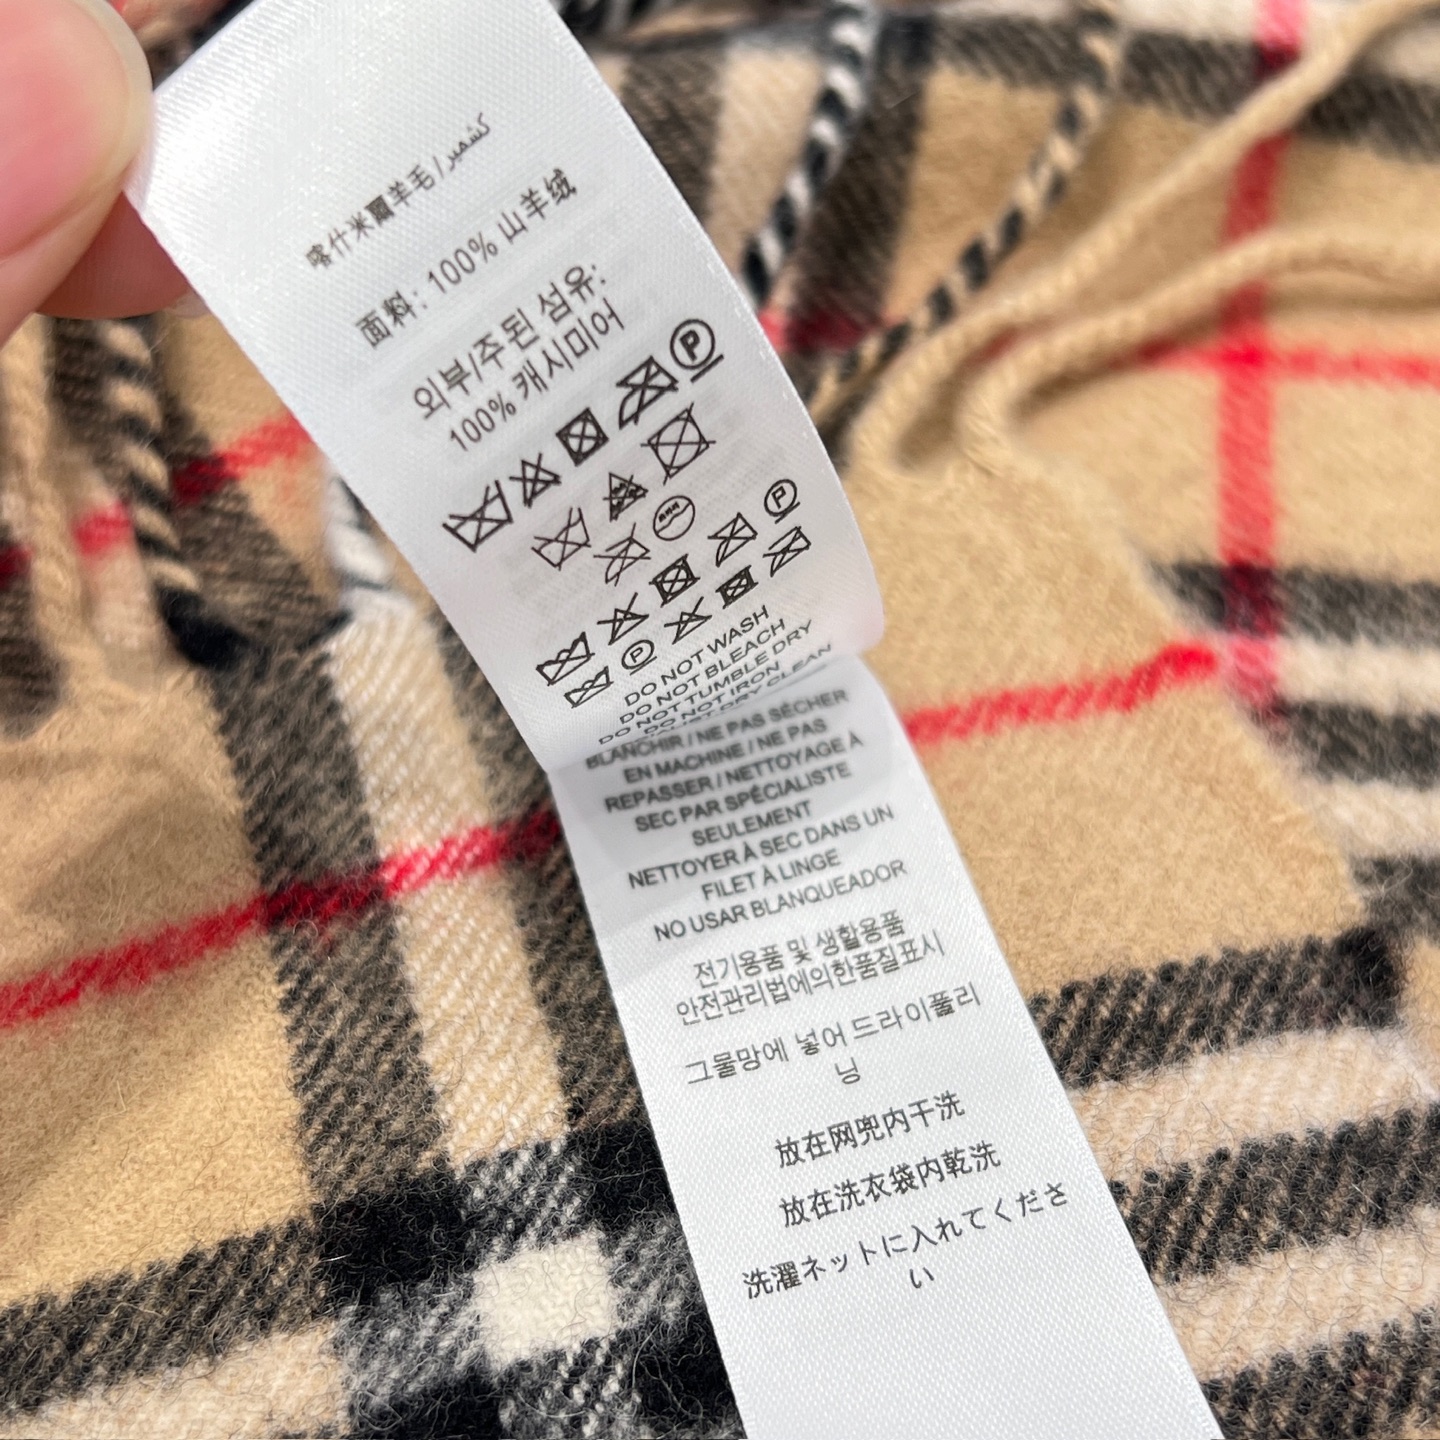 喀什米爾羊毛 / كشمير
面料: 100% 山羊绒
외부/주된 섬유:
100% 캐시미어
DO NOT WASH
DO NOT BLEACH
DO NOT TUMBLE DRY
DO NOT IRON
CLEAN
BLANCHIR / NE PAS SÉCHER
EN MACHINE / NE PAS
REPASSER / NETTOYAGE À
SEC PAR SPÉCIALISTE
SEULEMENT
NETTOYER À SEC DANS UN
FILET À LINGE
NO USAR BLANQUEADOR
전기용품 및 생활용품
안전관리법에의한품질표시
그물망에 넣어 드라이풀리
닝
放在网兜内干洗
放在洗衣袋内乾洗
洗濯ネットに入れてくださ
い